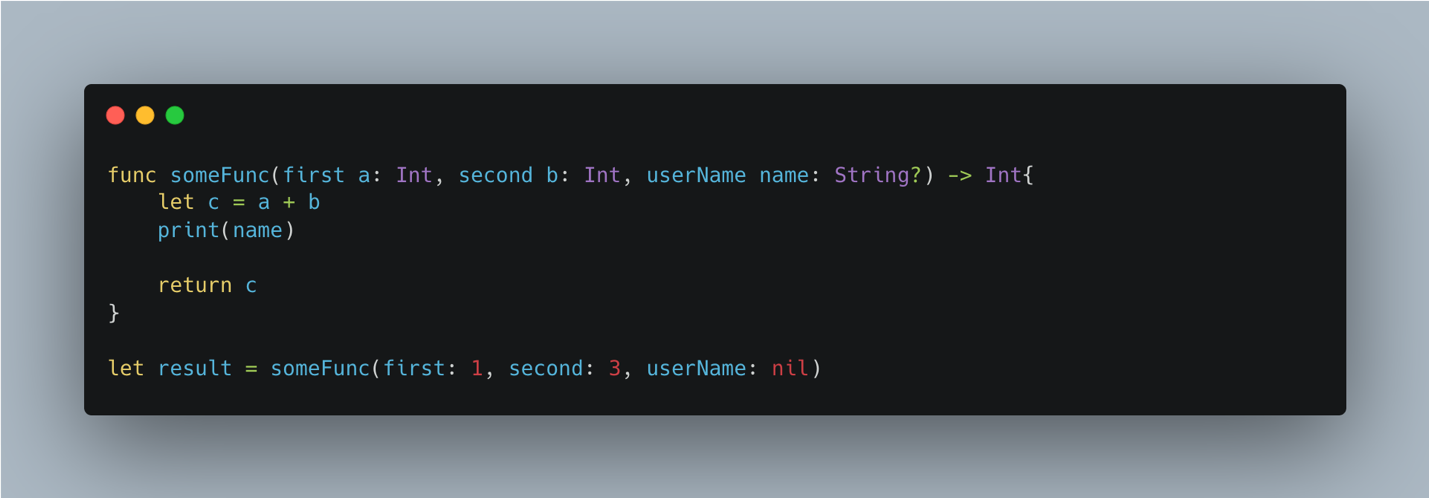 func someFunc(first a: Int, second b: Int, userName name: String?) -> Int{
    let c = a + b
    print(name)

    return c
}

let result = someFunc(first: 1, second: 3, userName: nil)